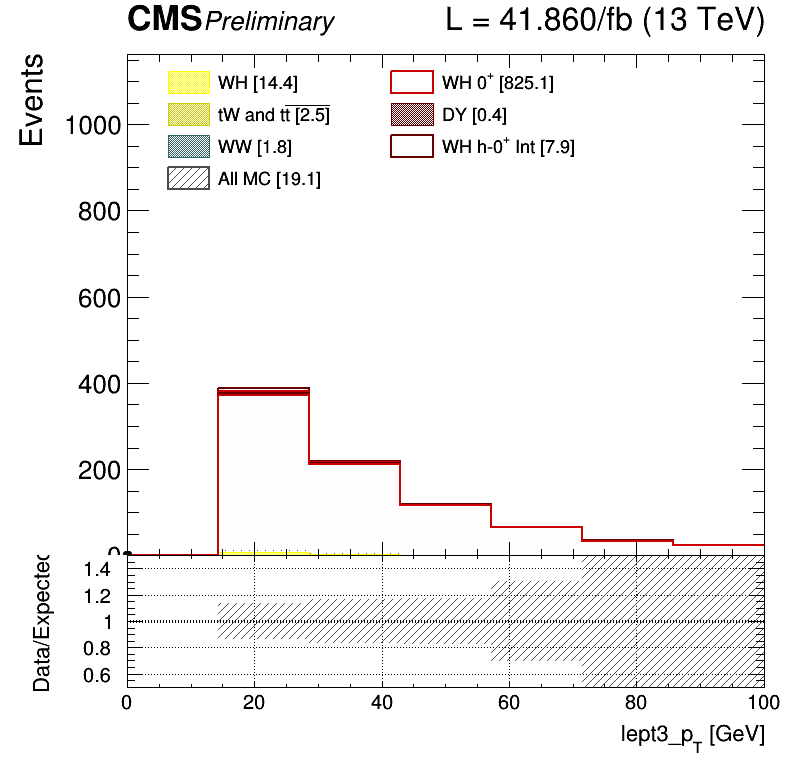 CMS Preliminary L = 41.860/fb (13 TeV)
Events
WH [14.4] WH 0+ [825.1]
tW and tt̅ [2.5] DY [0.4]
WW [1.8] WH h-0+ Int [7.9]
All MC [19.1]
1000
800
600
400
200
0
Data/Expected
1.4
1.2
1
0.8
0.6
0 20 40 60 80 100
lept3_pT [GeV]